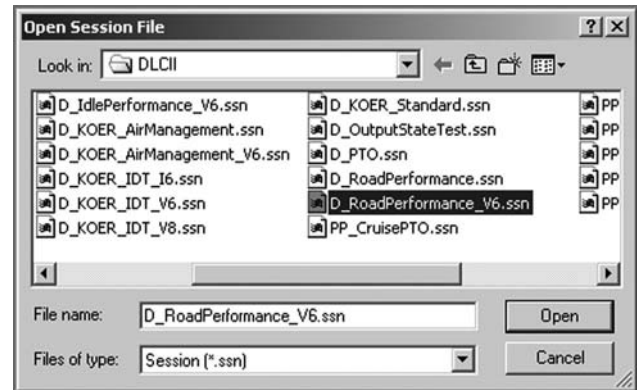 Open Session File
Look in: DLCII
D_IdlePerformance_V6.ssn
D_KOER_AirManagement.ssn
D_KOER_AirManagement_V6.ssn
D_KOER_IDT_I6.ssn
D_KOER_IDT_V6.ssn
D_KOER_IDT_V8.ssn
D_KOER_Standard.ssn
D_OutputStateTest.ssn
D_PTO.ssn
D_RoadPerformance.ssn
D_RoadPerformance_V6.ssn
PP_CruisePTO.ssn
PP
PP
PP
PP
PP
File name: D_RoadPerformance_V6.ssn
Open
Files of type: Session (*.ssn)
Cancel